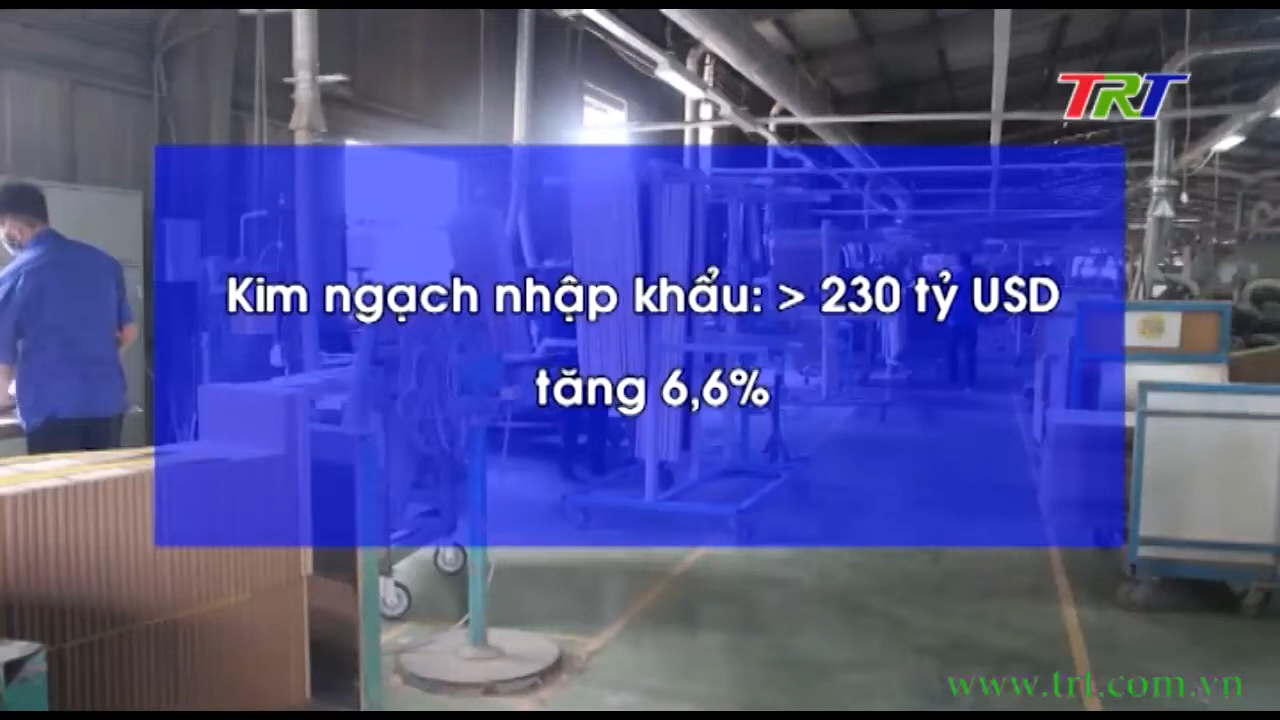 TRT
Kim ngạch nhập khẩu: > 230 tỷ USD
tăng 6,6%
www.trt.com.vn